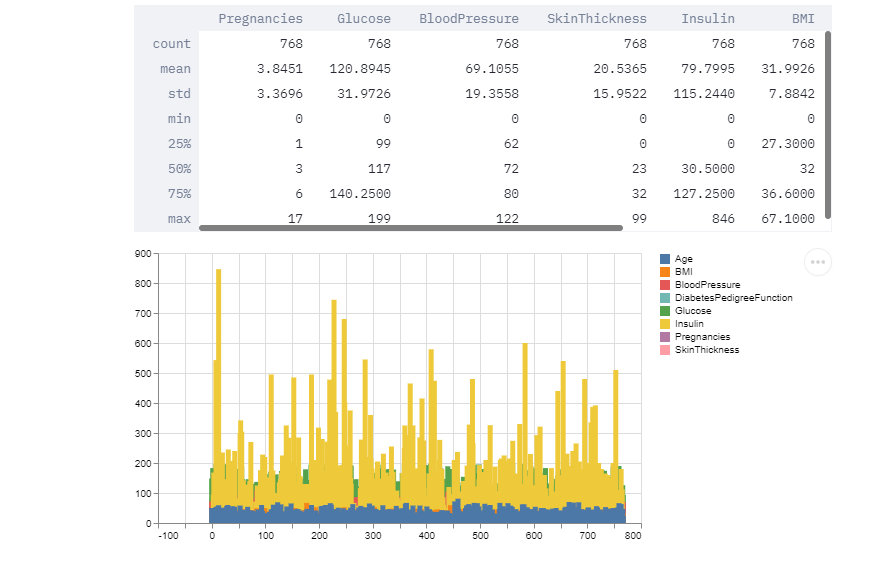 Pregnancies Glucose BloodPressure SkinThickness Insulin BMI
count 768 768 768 768 768 768
mean 3.8451 120.8945 69.1055 20.5365 79.7995 31.9926
std 3.3696 31.9726 19.3558 15.9522 115.2440 7.8842
min 0 0 0 0 0 0
25% 1 99 62 0 0 27.3000
50% 3 117 72 23 30.5000 32
75% 6 140.2500 80 32 127.2500 36.6000
max 17 199 122 99 846 67.1000
900
800
700
600
500
400
300
200
100
0
-100 0 100 200 300 400 500 600 700 800
Age
BMI
BloodPressure
DiabetesPedigreeFunction
Glucose
Insulin
Pregnancies
SkinThickness